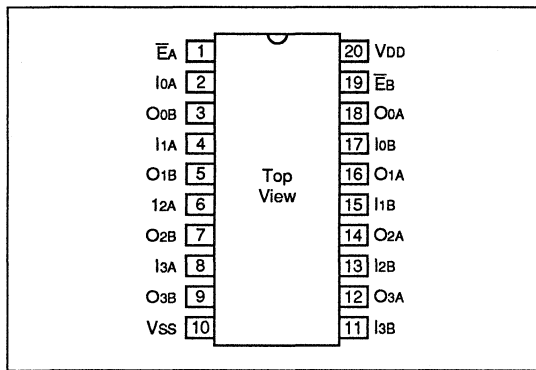 E̅A 1 20 VDD
I0A 2 19 E̅B
O0B 3 18 O0A
I1A 4 17 I0B
O1B 5 16 O1A
I2A 6 15 I1B
O2B 7 14 O2A
I3A 8 13 I2B
O3B 9 12 O3A
VSS 10 11 I3B
Top
View